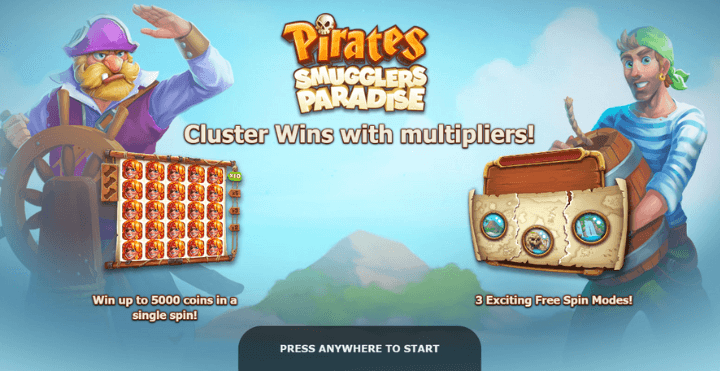 Pirates
SMUGGLERS
PARADISE
Cluster Wins with multipliers!
x10
Win up to 5000 coins in a
single spin!
3 Exciting Free Spin Modes!
PRESS ANYWHERE TO START